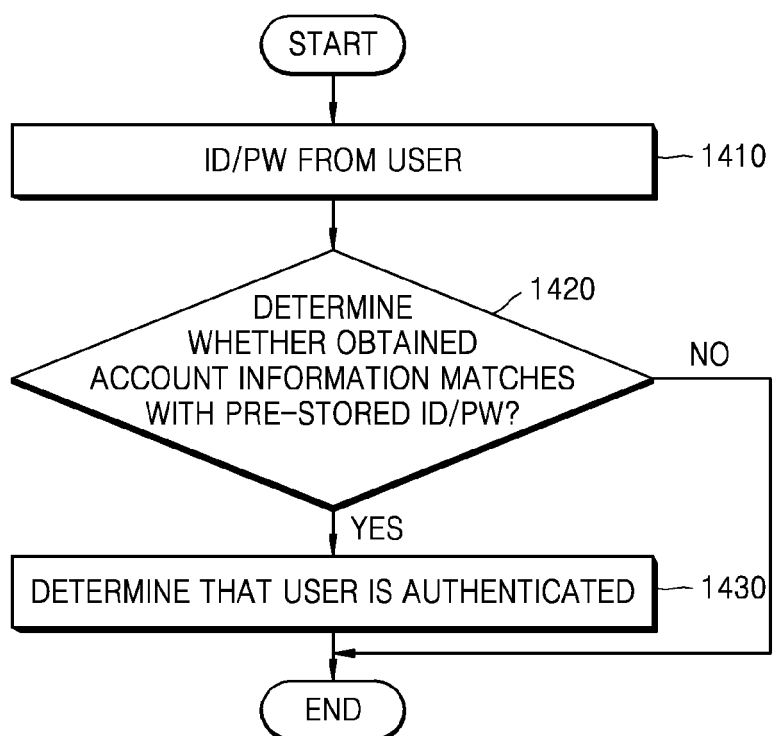 START
ID/PW FROM USER
1410
DETERMINE
WHETHER OBTAINED
ACCOUNT INFORMATION MATCHES
WITH PRE-STORED ID/PW?
1420
NO
YES
DETERMINE THAT USER IS AUTHENTICATED
1430
END